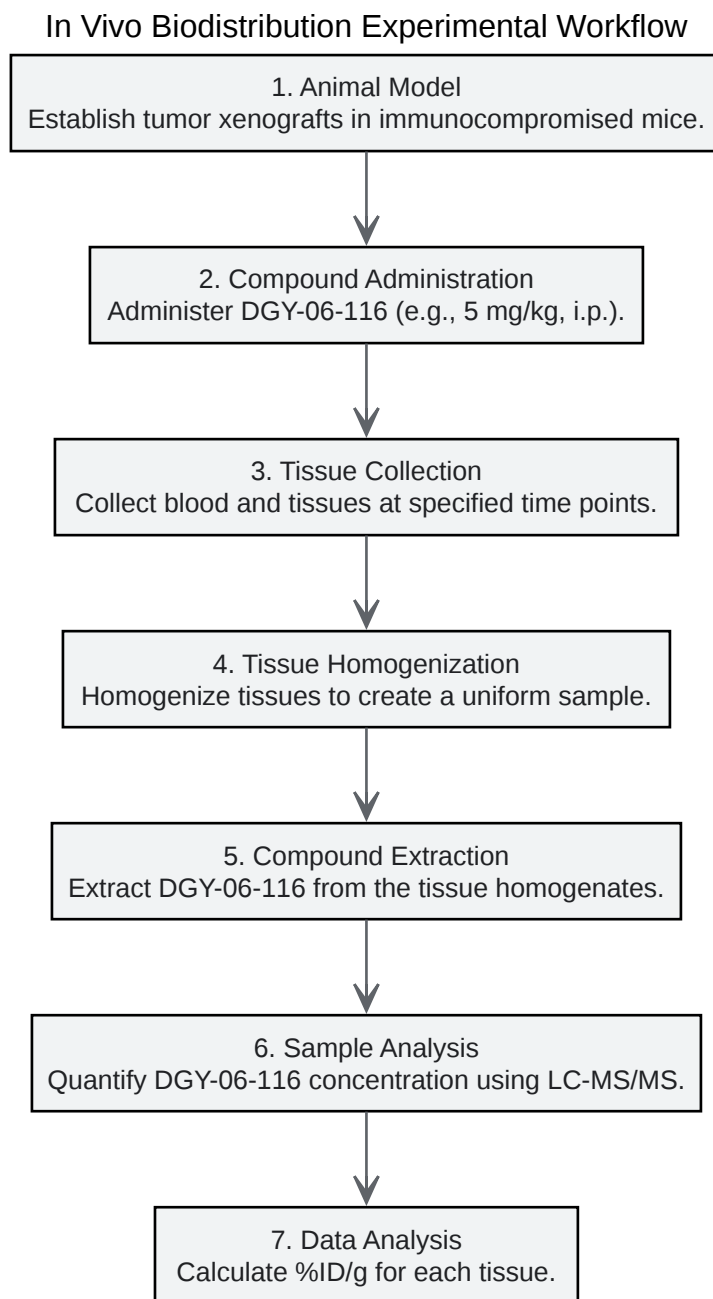 In Vivo Biodistribution Experimental Workflow
1. Animal Model
Establish tumor xenografts in immunocompromised mice.
2. Compound Administration
Administer DGY-06-116 (e.g., 5 mg/kg, i.p.).
3. Tissue Collection
Collect blood and tissues at specified time points.
4. Tissue Homogenization
Homogenize tissues to create a uniform sample.
5. Compound Extraction
Extract DGY-06-116 from the tissue homogenates.
6. Sample Analysis
Quantify DGY-06-116 concentration using LC-MS/MS.
7. Data Analysis
Calculate %ID/g for each tissue.